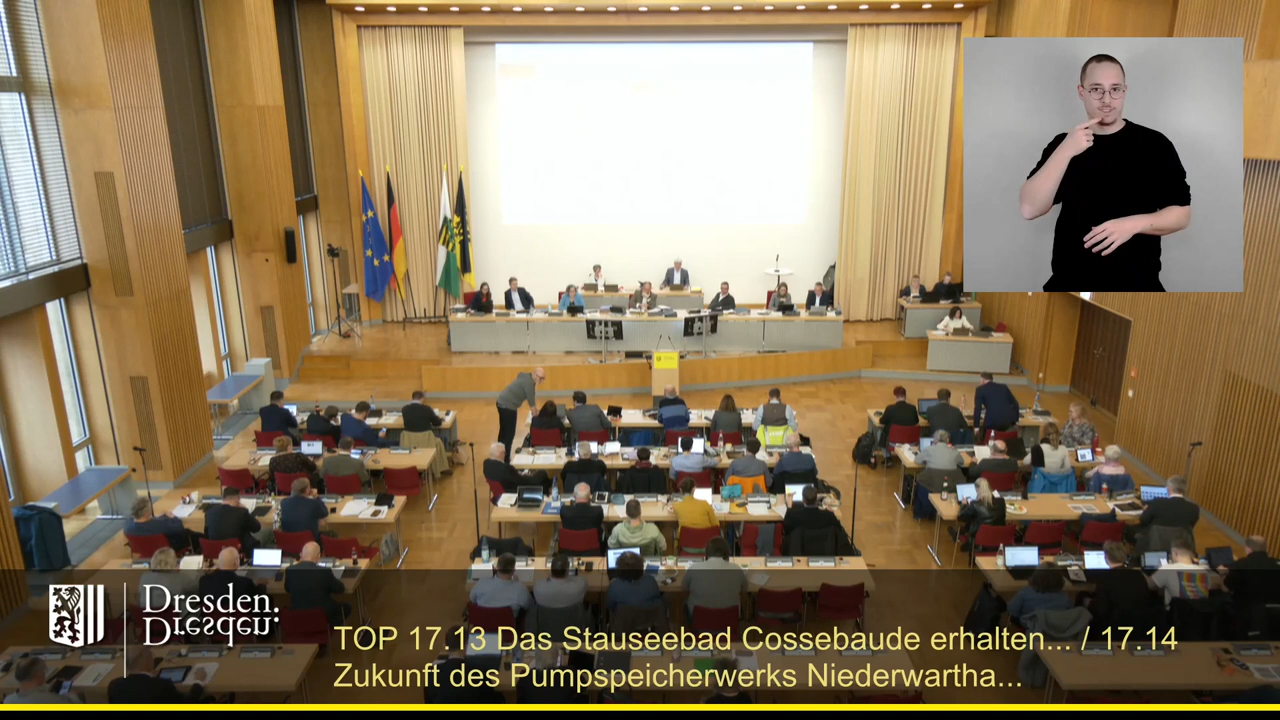 Dresden.
Dresden.
TOP 17.13 Das Stauseebad Cossebaude erhalten... / 17.14
Zukunft des Pumpspeicherwerks Niederwartha...